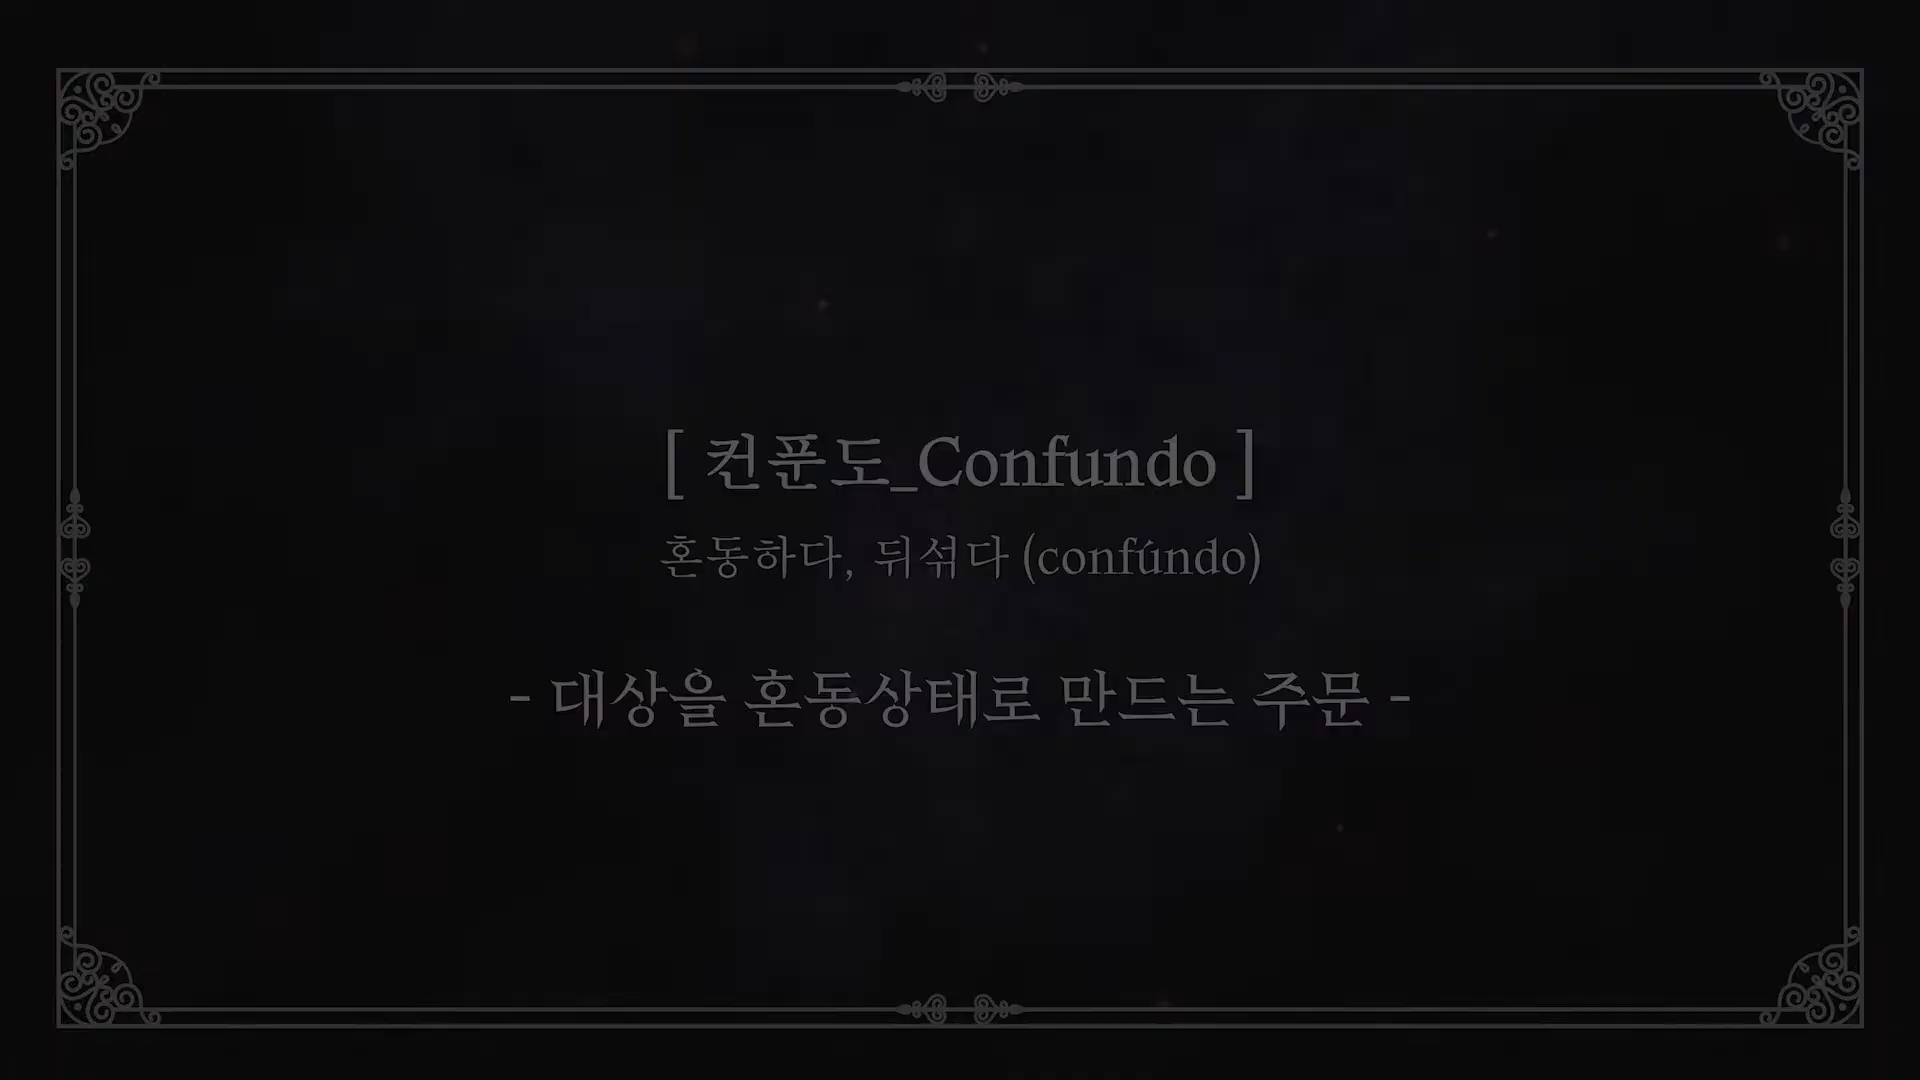 [ 컨푼도_Confundo ]
혼동하다, 뒤섞다 (confúndo)
- 대상을 혼동상태로 만드는 주문 -